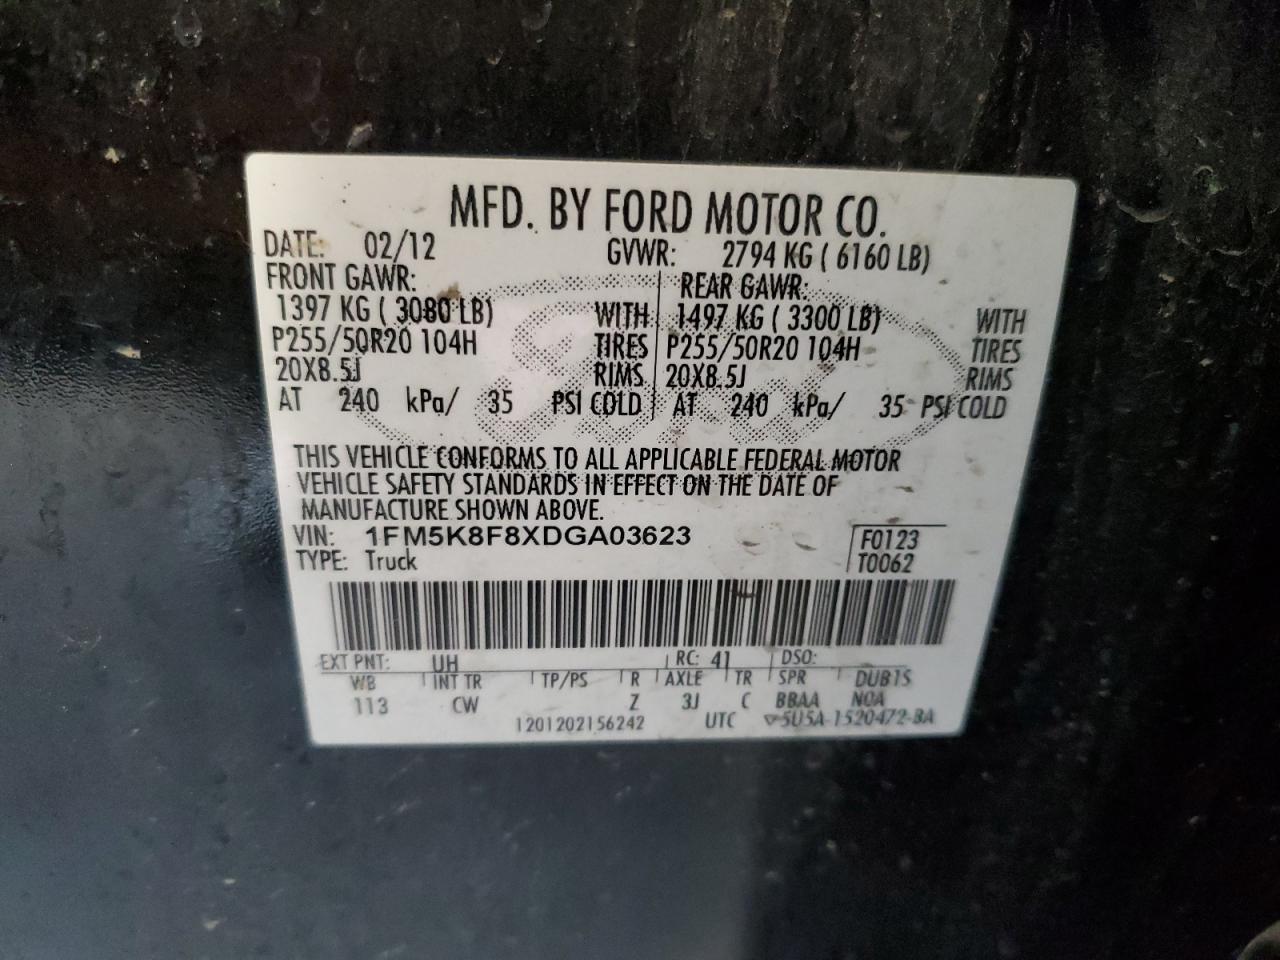 MFD. BY FORD MOTOR CO.
DATE: 02/12 GVWR: 2794 KG ( 6160 LB)
FRONT GAWR: REAR GAWR:
1397 KG ( 3080 LB) WITH 1497 KG ( 3300 LB) WITH
P255/50R20 104H TIRES P255/50R20 104H TIRES
20X8.5J RIMS 20X8.5J RIMS
AT 240 kPa/ 35 PSI COLD AT 240 kPa/ 35 PSI COLD
THIS VEHICLE CONFORMS TO ALL APPLICABLE FEDERAL MOTOR
VEHICLE SAFETY STANDARDS IN EFFECT ON THE DATE OF
MANUFACTURE SHOWN ABOVE.
VIN: 1FM5K8F8XDGA03623 F0123
TYPE: Truck T0062
EXT PNT: UH RC: 41 DSO:
WB INT TR TP/PS R AXLE TR SPR DUB1S
113 CW Z 3J C BBAA NOA
1201202156242 UTC ▽5U5A-1520472-BA